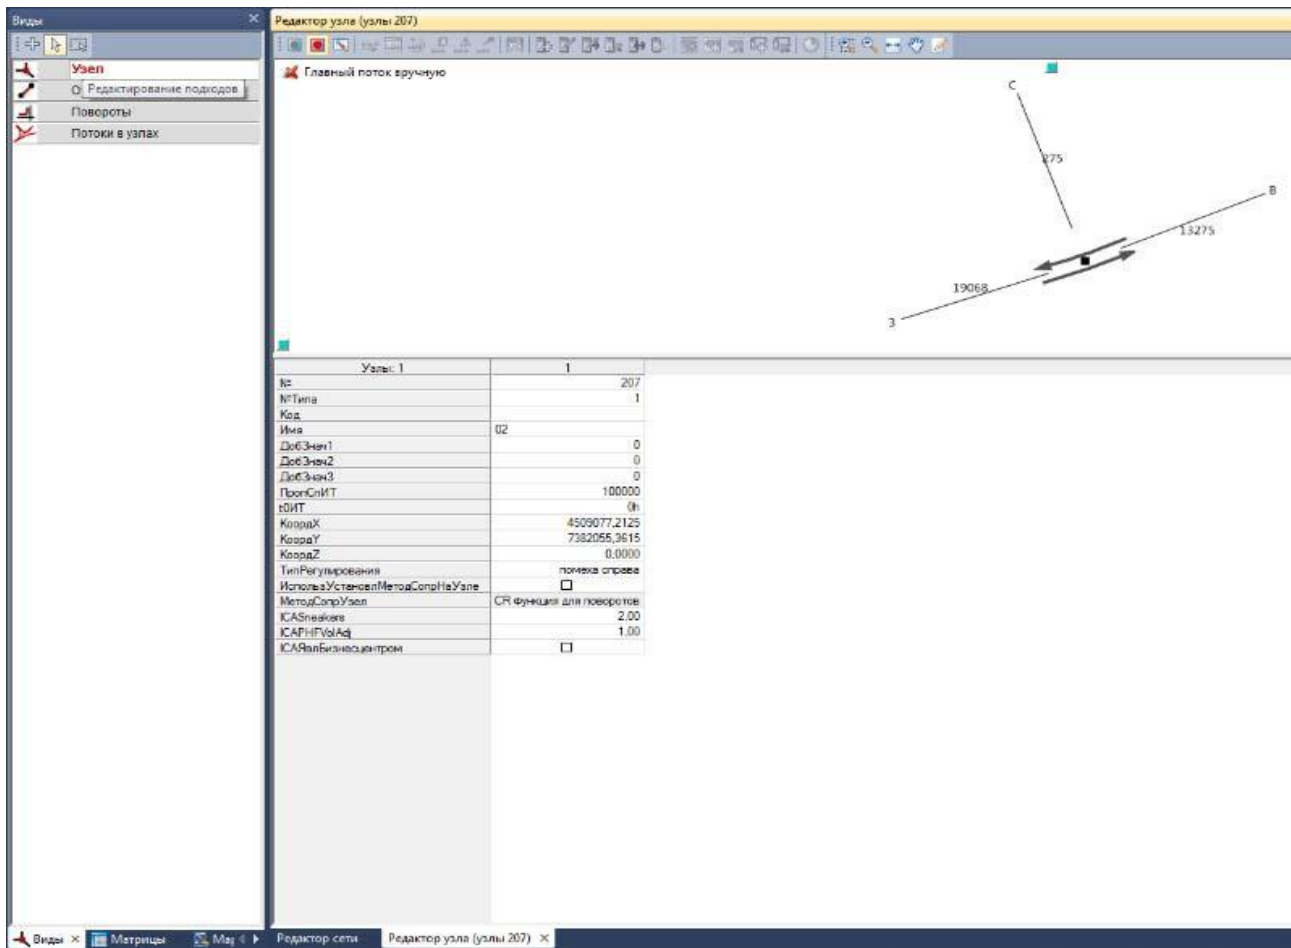 Виды
Редактор узла (узлы 207)
Узел
О
Редактирование подходов
Повороты
Потоки в узлах
Главный поток вручную
С
275
В
13275
19068
З
Узлы: 1 1
№ 207
№Типа 1
Код
Имя 02
ДобЗнач1 0
ДобЗнач2 0
ДобЗнач3 0
ПропСпИТ 100000
t0ИТ 0h
КоордX 4509077,2125
КоордY 7382055,3615
КоордZ 0.0000
ТипРегулирования помеха справа
ИспользУстановлМетодСопрНаУзле
МетодСопрУзел CR функция для поворотов
ICASneakers 2,00
ICAPHFVolAdj 1,00
ICAЯвлБизнесцентром
Виды
Матрицы
Мар
Редактор сети
Редактор узла (узлы 207)